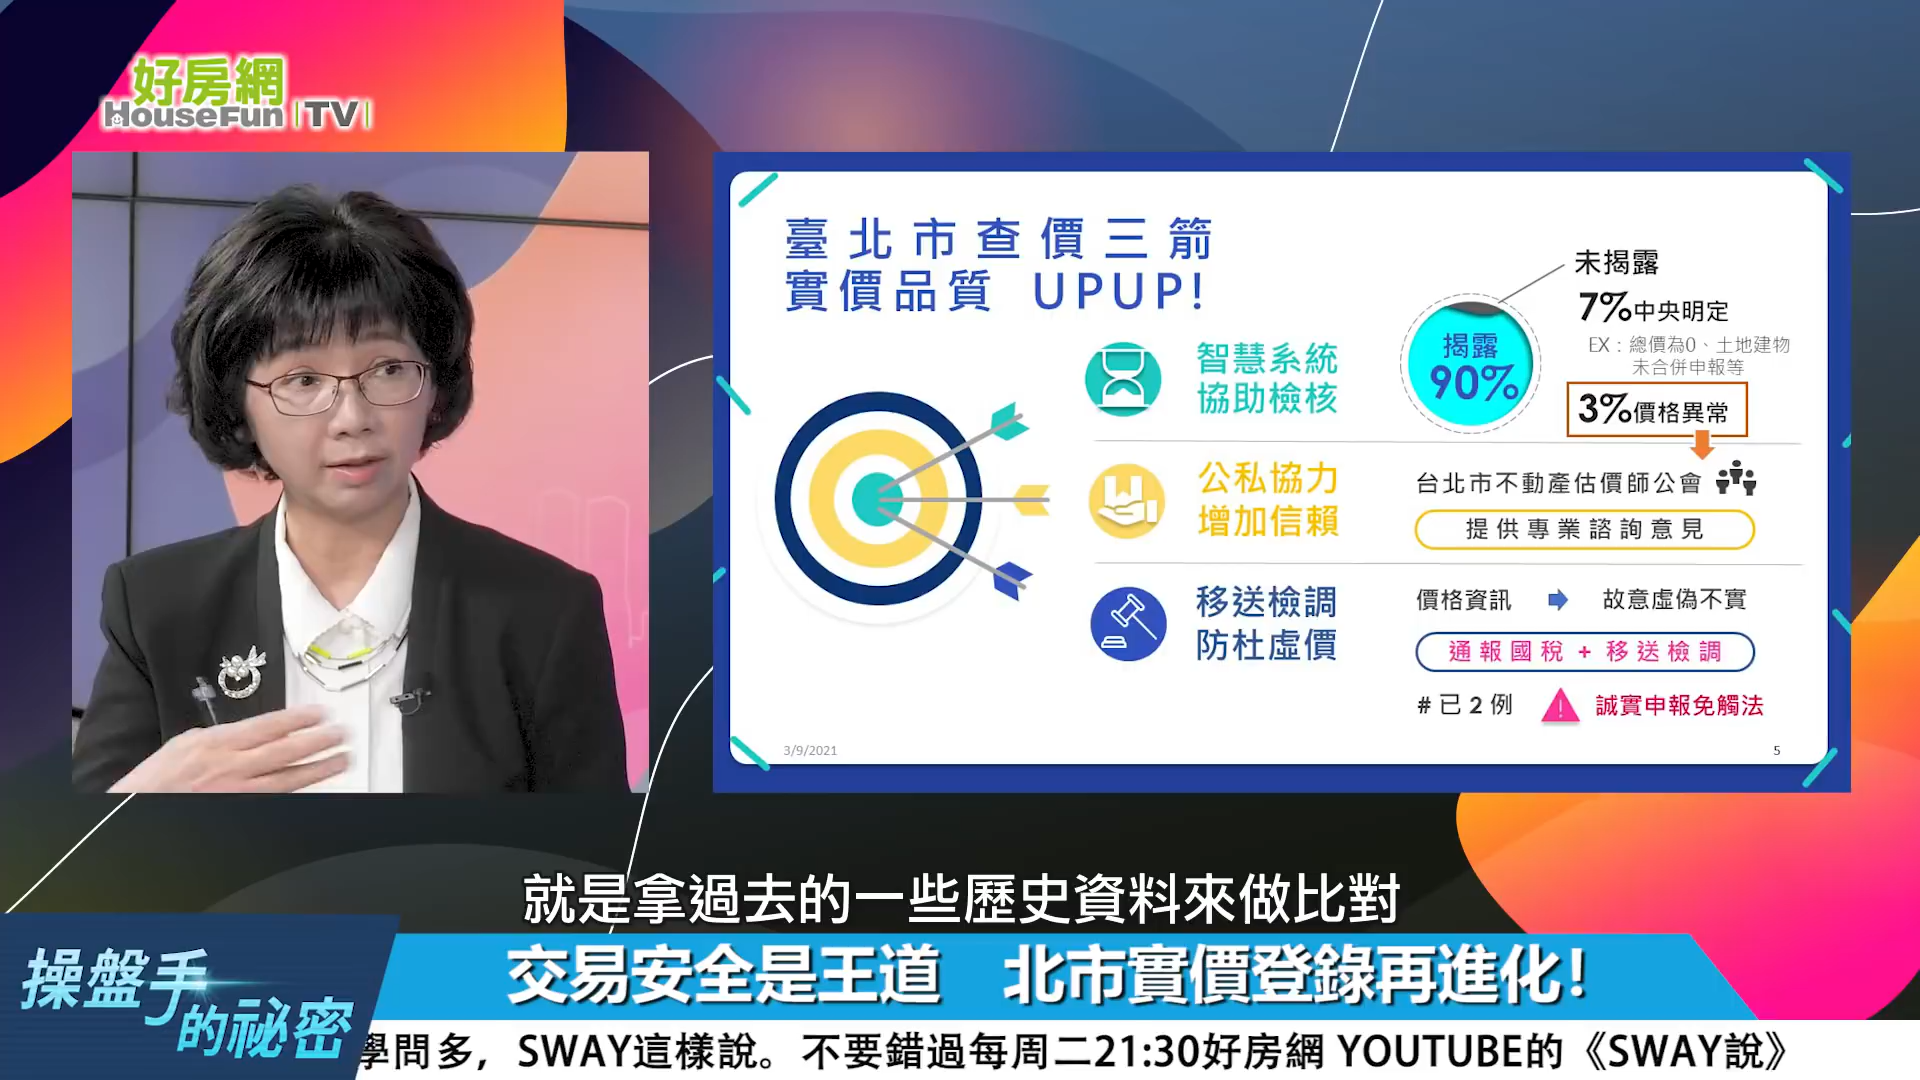 好房網
HouseFun TV
臺北市查價三箭
實價品質 UPUP!
智慧系統
協助檢核
揭露
90%
未揭露
7%中央明定
EX：總價為0、土地建物
未合併申報等
3%價格異常
公私協力
增加信賴
台北市不動產估價師公會
提供專業諮詢意見
移送檢調
防杜虛價
價格資訊 故意虛偽不實
通報國稅 + 移送檢調
#已2例 ! 誠實申報免觸法
3/9/2021
5
就是拿過去的一些歷史資料來做比對
操盤手
的祕密
交易安全是王道 北市實價登錄再進化!
學問多，SWAY這樣說。不要錯過每周二21:30好房網 YOUTUBE的《SWAY說》